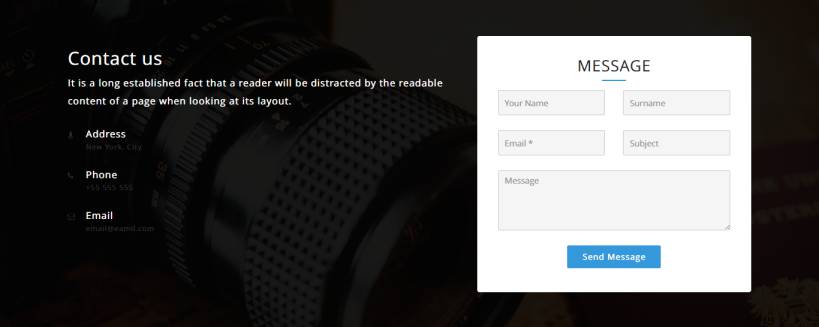 Contact us
It is a long established fact that a reader will be distracted by the readable
content of a page when looking at its layout.
Address
New York, City
Phone
+55 555 555
Email
email@eamil.com
MESSAGE
Your Name
Surname
Email *
Subject
Message
Send Message